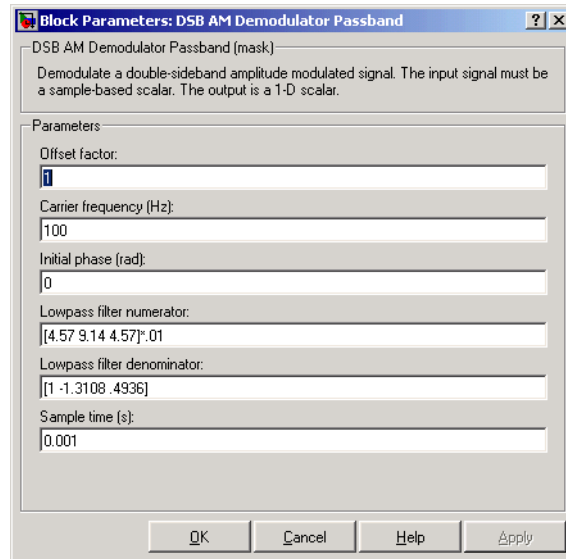 Block Parameters: DSB AM Demodulator Passband
DSB AM Demodulator Passband (mask)
Demodulate a double-sideband amplitude modulated signal. The input signal must be
a sample-based scalar. The output is a 1-D scalar.
Parameters
Offset factor:
1
Carrier frequency (Hz):
100
Initial phase (rad):
0
Lowpass filter numerator:
[4.57 9.14 4.57]*.01
Lowpass filter denominator:
[1 -1.3108 .4936]
Sample time (s):
0.001
OK Cancel Help Apply